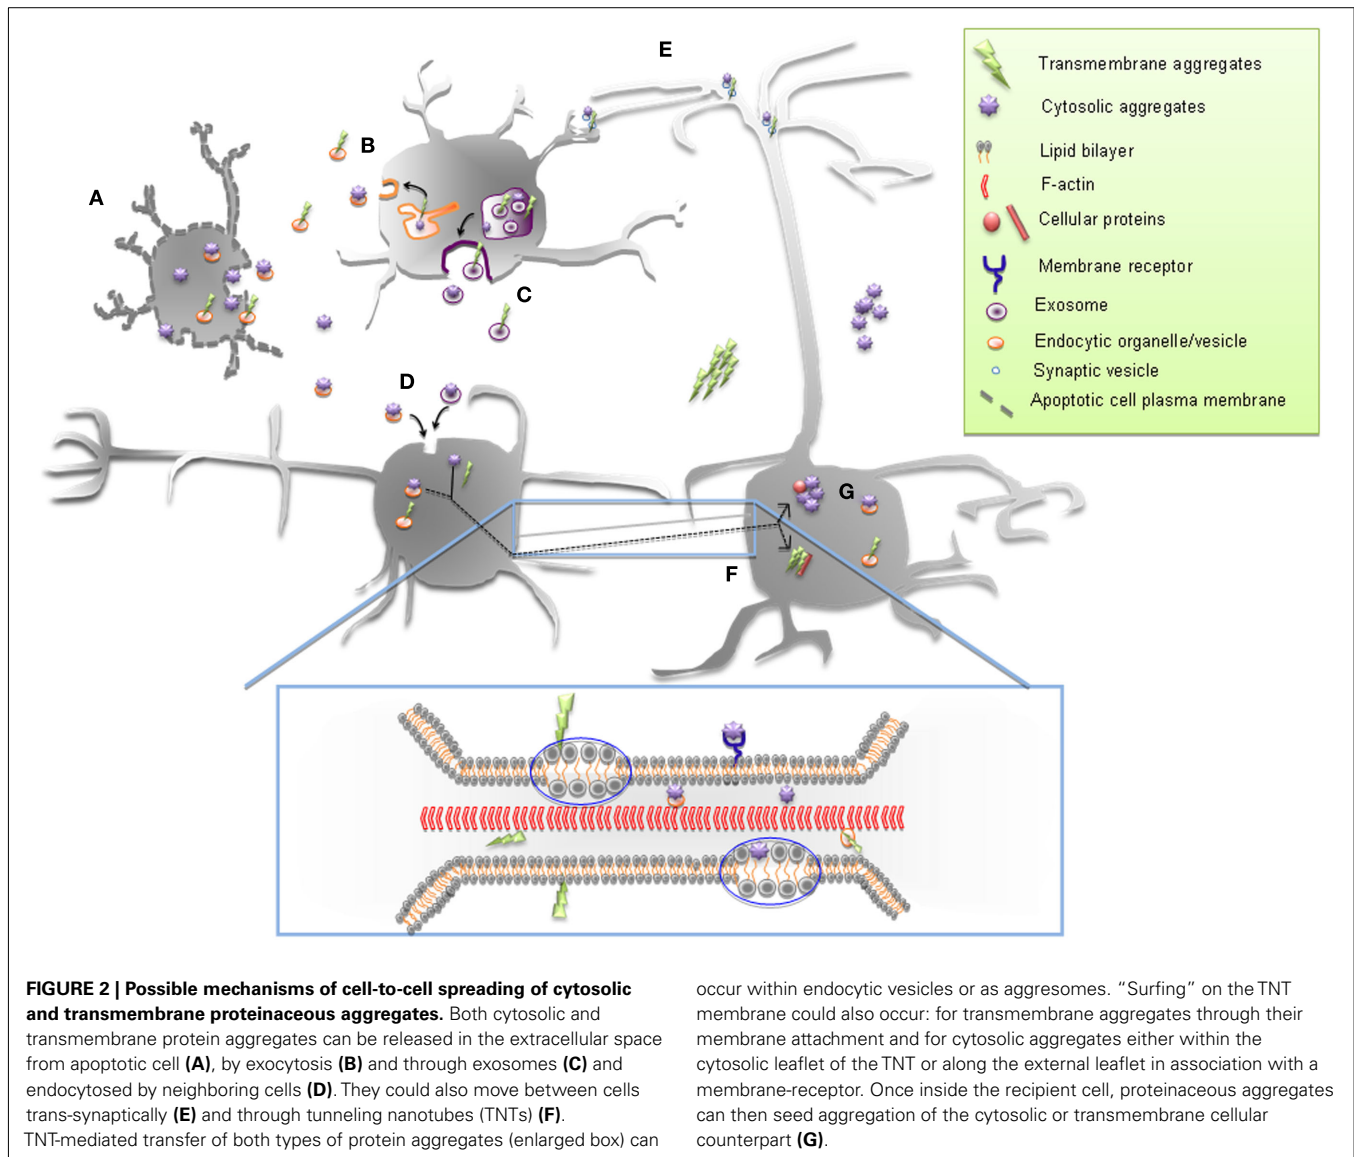 E
B
A
C
D
G
F
Transmembrane aggregates
Cytosolic aggregates
Lipid bilayer
F-actin
Cellular proteins
Membrane receptor
Exosome
Endocytic organelle/vesicle
Synaptic vesicle
Apoptotic cell plasma membrane
FIGURE 2 | Possible mechanisms of cell-to-cell spreading of cytosolic
and transmembrane proteinaceous aggregates. Both cytosolic and
transmembrane protein aggregates can be released in the extracellular space
from apoptotic cell (A), by exocytosis (B) and through exosomes (C) and
endocytosed by neighboring cells (D). They could also move between cells
trans-synaptically (E) and through tunneling nanotubes (TNTs) (F).
TNT-mediated transfer of both types of protein aggregates (enlarged box) can
occur within endocytic vesicles or as aggresomes. “Surfing” on the TNT
membrane could also occur: for transmembrane aggregates through their
membrane attachment and for cytosolic aggregates either within the
cytosolic leaflet of the TNT or along the external leaflet in association with a
membrane-receptor. Once inside the recipient cell, proteinaceous aggregates
can then seed aggregation of the cytosolic or transmembrane cellular
counterpart (G).